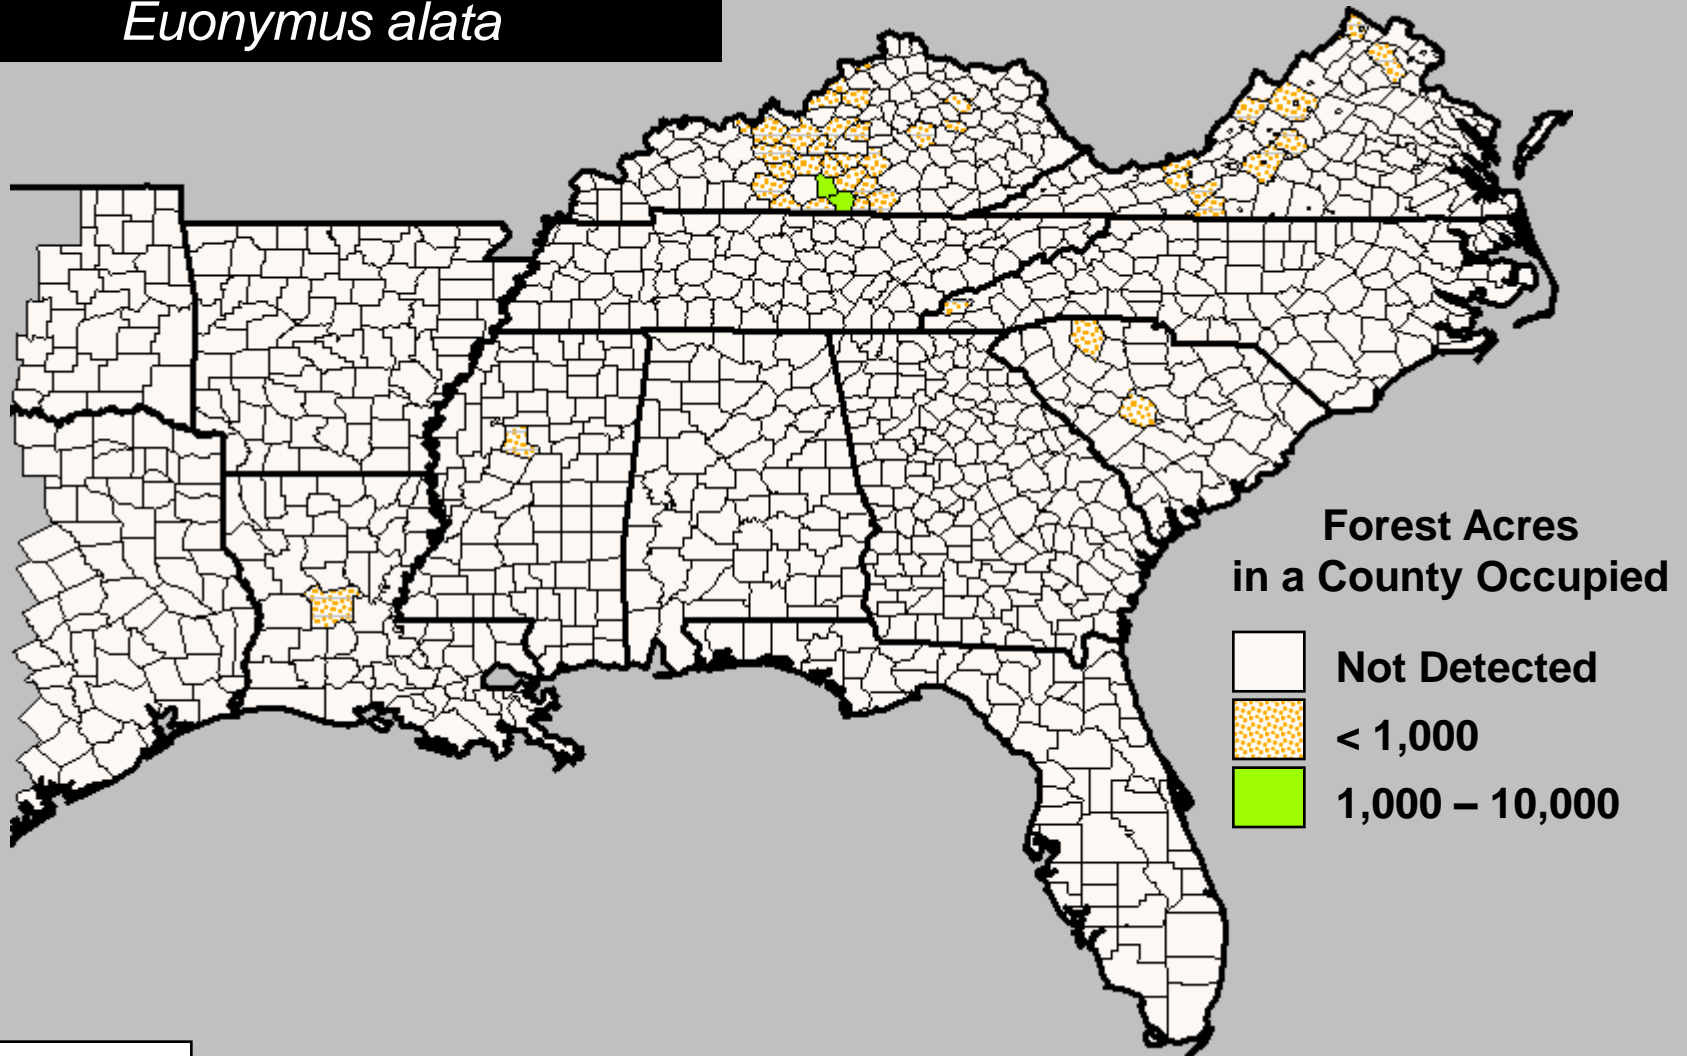 Euonymus alata
Forest Acres
in a County Occupied
Not Detected
< 1,000
1,000 – 10,000